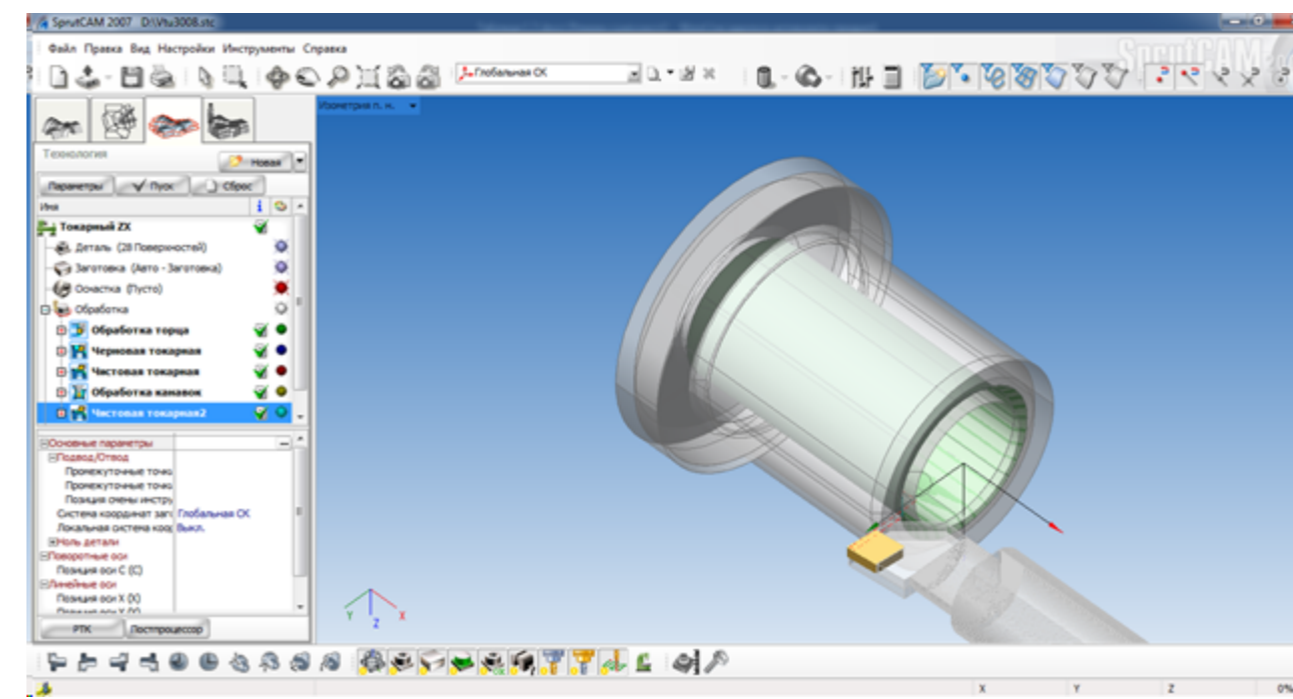 SprutCAM 2007 D:\Vtu3008.stc
Файл Правка Вид Настройки Инструменты Справка
Глобальная СК
Изометрия п. н.
Технология
Новая
Параметры Пуск Сброс
Имя
Токарный ZX
Деталь (28 Поверхностей)
Заготовка (Авто - Заготовка)
Оснастка (Пусто)
Обработка
Обработка торца
Черновая токарная
Чистовая токарная
Обработка канавок
Чистовая токарная2
Основные параметры
Подвод/Отвод
Промежуточные точк
Промежуточные точк
Позиция смены инстру
Система координат заг Глобальная СК
Локальная система коор Выкл.
Ноль детали
Поворотные оси
Позиция оси C (C)
Линейные оси
Позиция оси X (X)
РТК Постпроцессор
Y Z X
X Y Z 0%